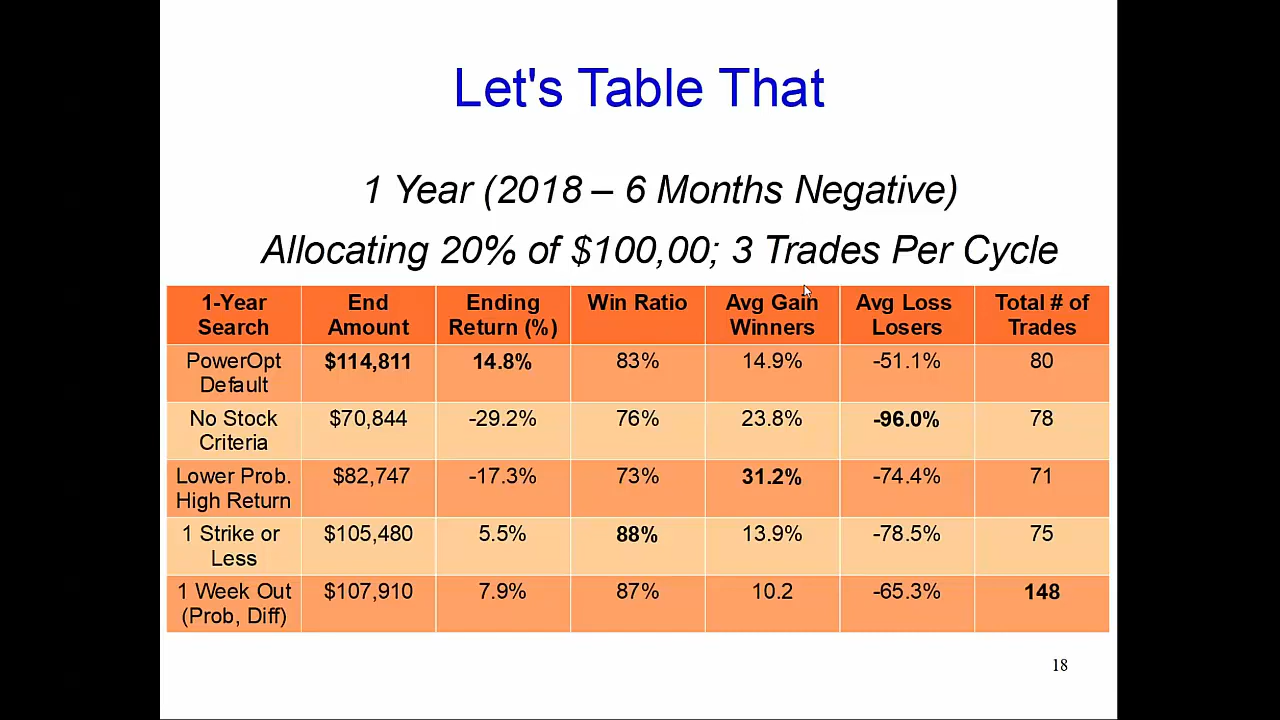 Let's Table That
1 Year (2018 – 6 Months Negative)
Allocating 20% of $100,00; 3 Trades Per Cycle
1-Year Search End Amount Ending Return (%) Win Ratio Avg Gain Winners Avg Loss Losers Total # of Trades
PowerOpt Default $114,811 14.8% 83% 14.9% -51.1% 80
No Stock Criteria $70,844 -29.2% 76% 23.8% -96.0% 78
Lower Prob. High Return $82,747 -17.3% 73% 31.2% -74.4% 71
1 Strike or Less $105,480 5.5% 88% 13.9% -78.5% 75
1 Week Out (Prob, Diff) $107,910 7.9% 87% 10.2 -65.3% 148
18